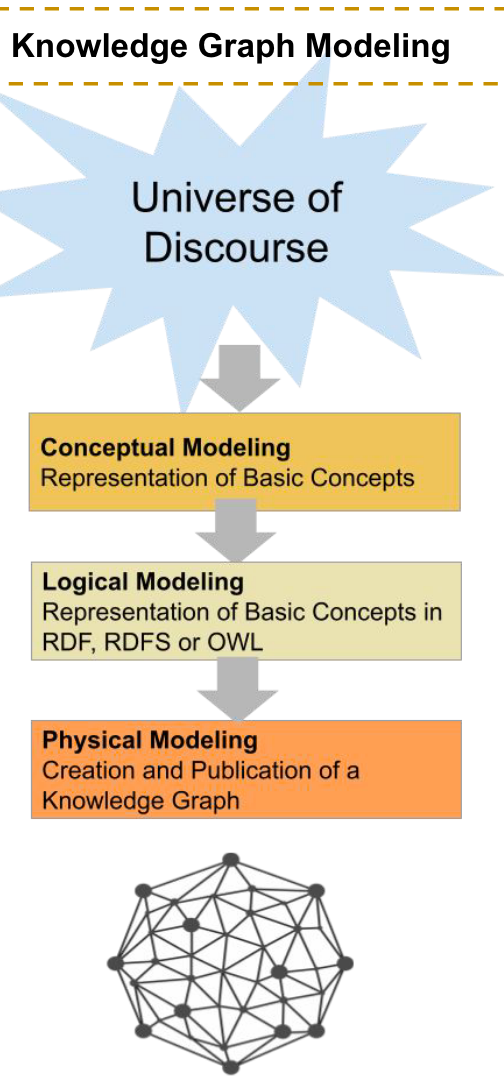 Knowledge Graph Modeling
Universe of
Discourse
Conceptual Modeling
Representation of Basic Concepts
Logical Modeling
Representation of Basic Concepts in
RDF, RDFS or OWL
Physical Modeling
Creation and Publication of a
Knowledge Graph